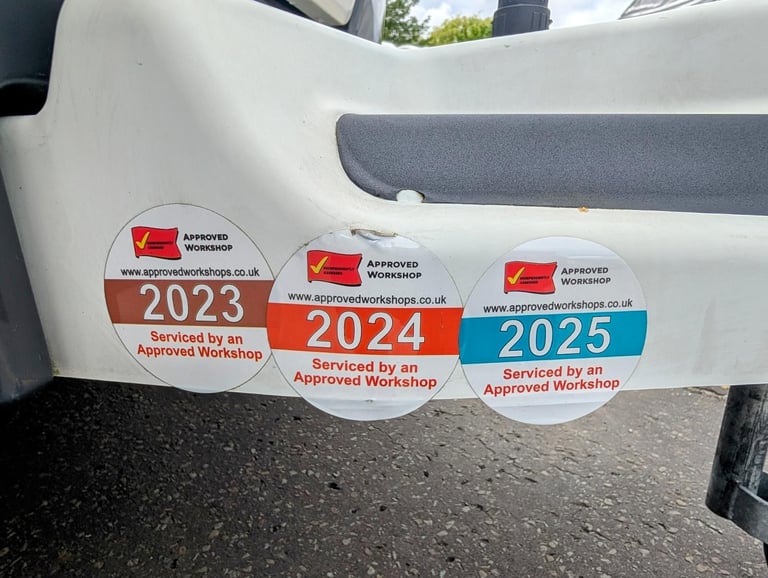 APPROVED
WORKSHOP
www.approvedworkshops.co.uk
2023
Serviced by an
Approved Workshop
APPROVED
WORKSHOP
www.approvedworkshops.co.uk
2024
Serviced by an
Approved Workshop
APPROVED
WORKSHOP
www.approvedworkshops.co.uk
2025
Serviced by an
Approved Workshop